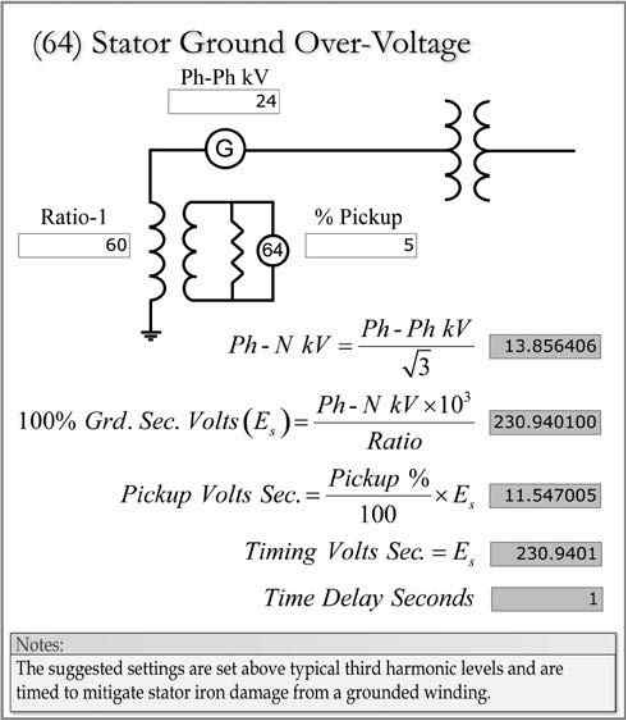 (64) Stator Ground Over-Voltage
Ph-Ph kV
24
G
Ratio-1
60
64
% Pickup
5
Ph - N kV = Ph - Ph kV / √3 13.856406
100% Grd. Sec. Volts (Es) = Ph - N kV × 10³ / Ratio 230.940100
Pickup Volts Sec. = Pickup % / 100 × Es 11.547005
Timing Volts Sec. = Es 230.9401
Time Delay Seconds 1
Notes:
The suggested settings are set above typical third harmonic levels and are
timed to mitigate stator iron damage from a grounded winding.